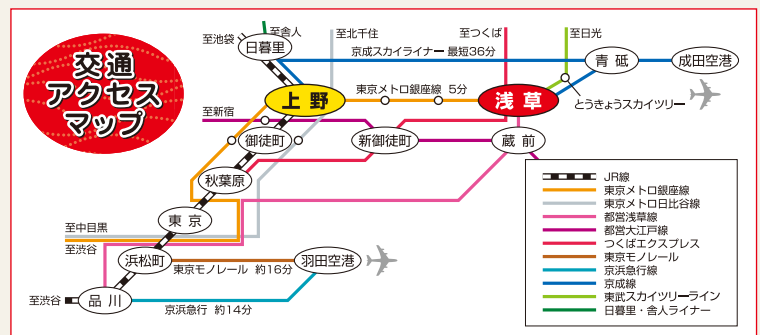 交通
アクセス
マップ
至池袋
至舎人
日暮里
至北千住
京成スカイライナー 最短36分
至つくば
至日光
青砥
成田空港
上野
東京メトロ銀座線 5分
浅草
とうきょうスカイツリー
至新宿
御徒町
新御徒町
蔵前
秋葉原
東京
至中目黒
至渋谷
浜松町
東京モノレール 約16分
羽田空港
至渋谷
品川
京浜急行 約14分
JR線
東京メトロ銀座線
東京メトロ日比谷線
都営浅草線
都営大江戸線
つくばエクスプレス
東京モノレール
京浜急行線
京成線
東武スカイツリーライン
日暮里・舎人ライナー